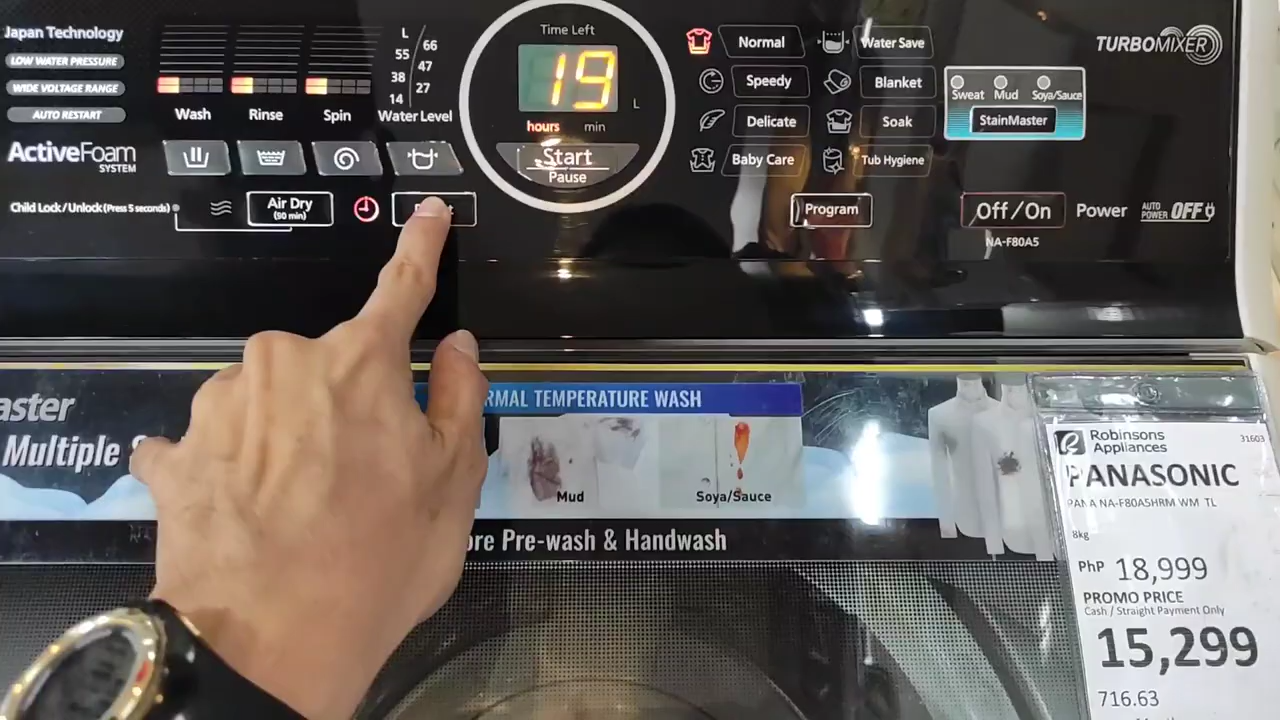 Japan Technology
LOW WATER PRESSURE
WIDE VOLTAGE RANGE
AUTO RESTART
ActiveFoam
SYSTEM
Child Lock/Unlock (Press 5 seconds)
Wash
Rinse
Spin
L
66
55
47
38
27
14
Water Level
Air Dry
(90 min)
Time Left
19
L
hours min
Start
Pause
Normal
Water Save
Speedy
Blanket
Delicate
Soak
Baby Care
Tub Hygiene
Program
TURBOMIXER
Sweat Mud Soya/Sauce
StainMaster
Off/On
Power
AUTO
POWER OFF
NA-F80A5
aster
Multiple
RMAL TEMPERATURE WASH
Mud
Soya/Sauce
ore Pre-wash & Handwash
Robinsons
Appliances
31603
PANASONIC
PANA NA-F80A5HRM WM TL
8kg
PhP 18,999
PROMO PRICE
Cash / Straight Payment Only
15,299
716.63